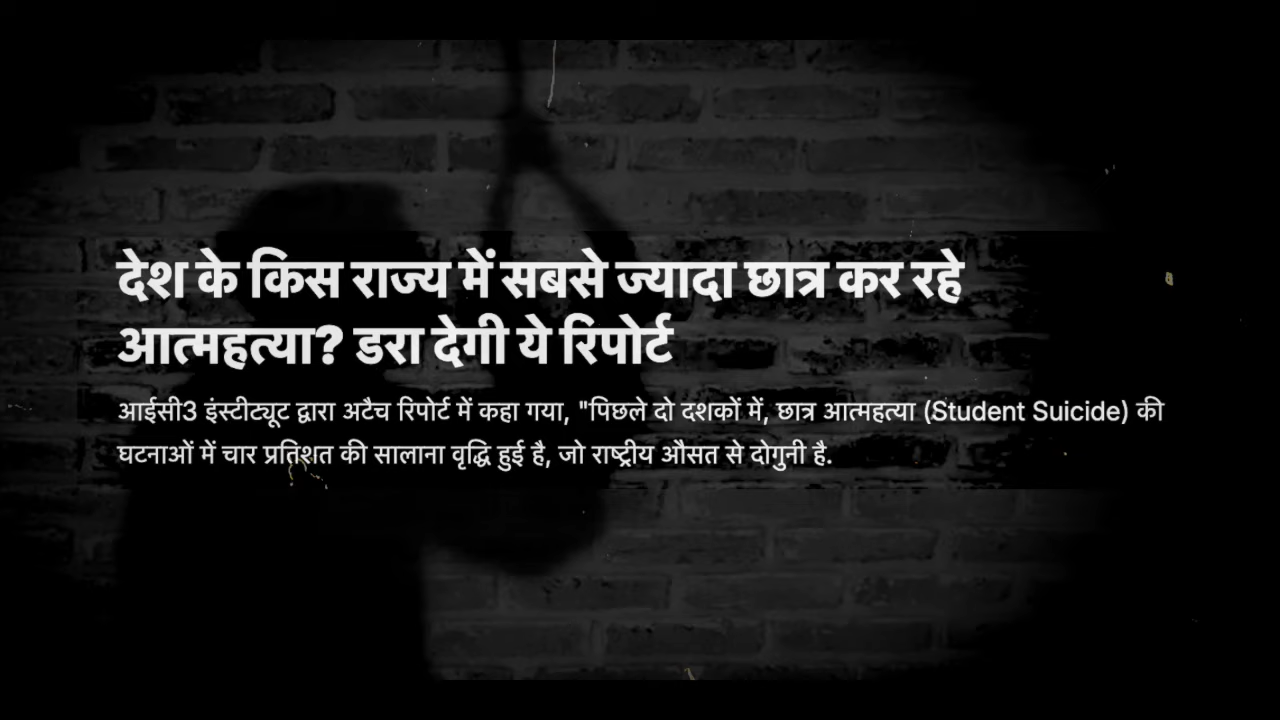 देश के किस राज्य में सबसे ज्यादा छात्र कर रहे
आत्महत्या? डरा देगी ये रिपोर्ट
आईसी3 इंस्टीट्यूट द्वारा अटैच रिपोर्ट में कहा गया, "पिछले दो दशकों में, छात्र आत्महत्या (Student Suicide) की
घटनाओं में चार प्रतिशत की सालाना वृद्धि हुई है, जो राष्ट्रीय औसत से दोगुनी है.